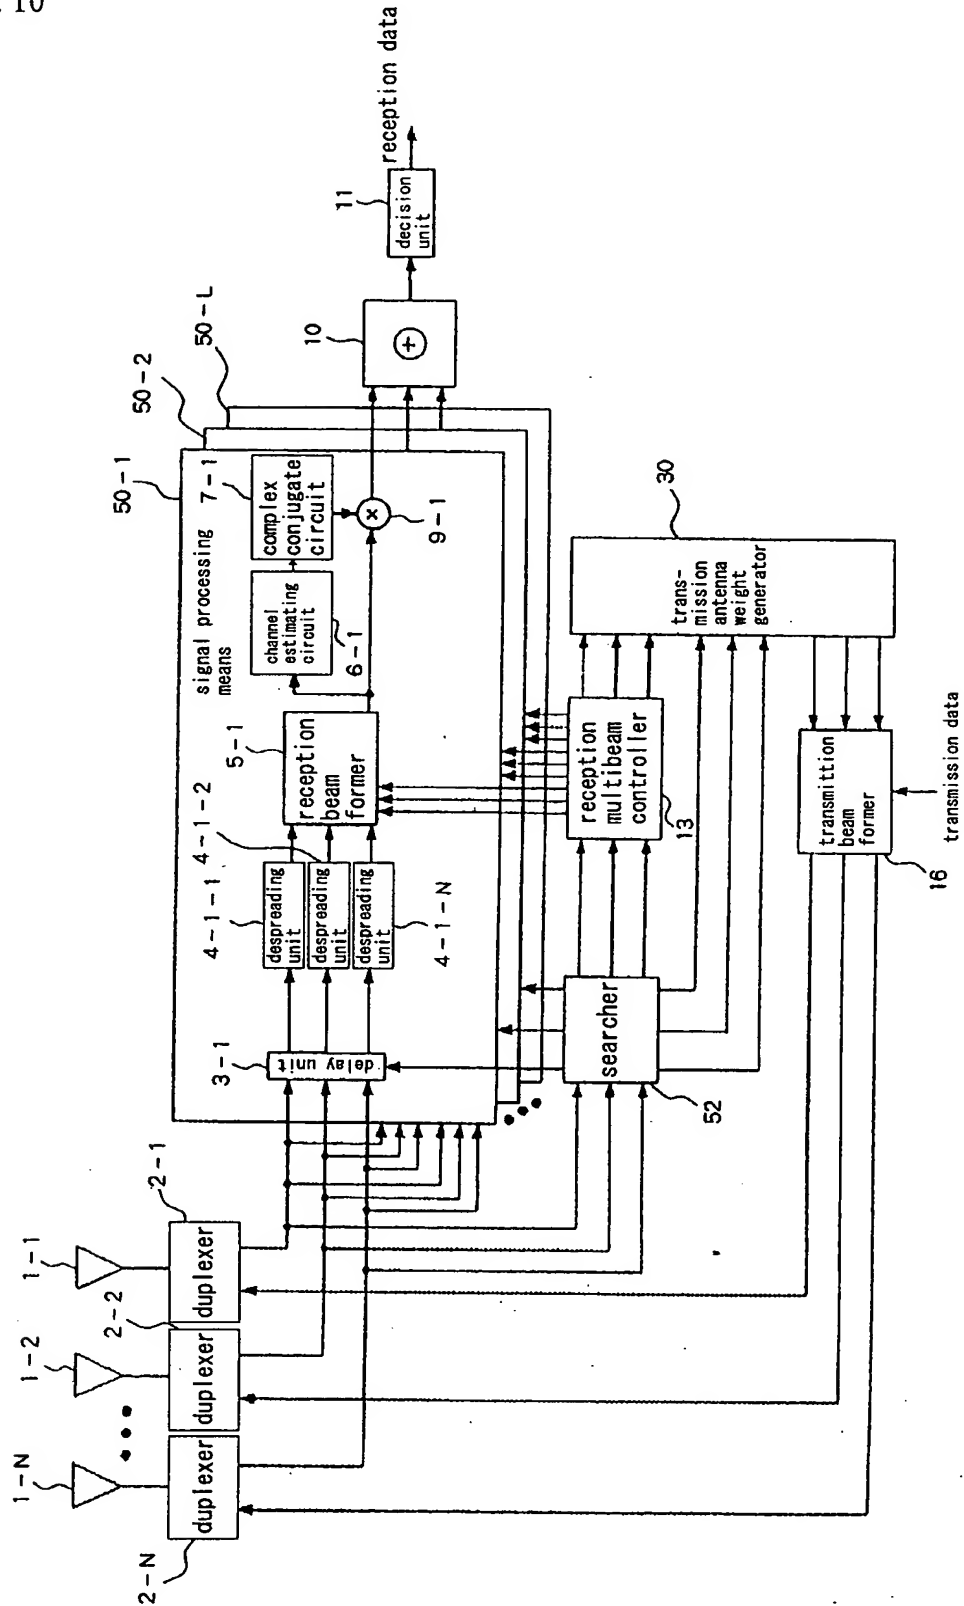 10
1-1
1-2
1-N
2-1
duplexer
2-2
duplexer
duplexer
2-N
50-1
50-2
50-L
signal processing
means
3-1
delay unit
4-1-1
despreading
unit
4-1-2
despreading
unit
despreading
unit
4-1-N
5-1
reception
beam
former
channel
estimating
circuit
6-1
7-1
complex
conjugate
circuit
×
9-1
10
+
11
decision
unit
reception data
searcher
52
reception
multibeam
controller
13
30
trans-
mission
antenna
weight
generator
transmittion
beam
former
16
transmission data